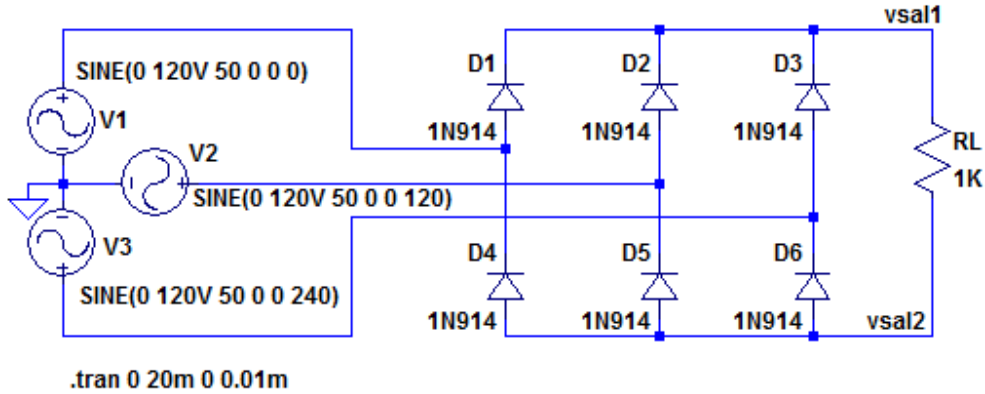 vsal1
SINE(0 120V 50 0 0 0)
D1
D2
D3
V1
1N914
1N914
1N914
RL
1K
V2
SINE(0 120V 50 0 0 120)
V3
D4
D5
D6
SINE(0 120V 50 0 0 240)
1N914
1N914
1N914
vsal2
.tran 0 20m 0 0.01m